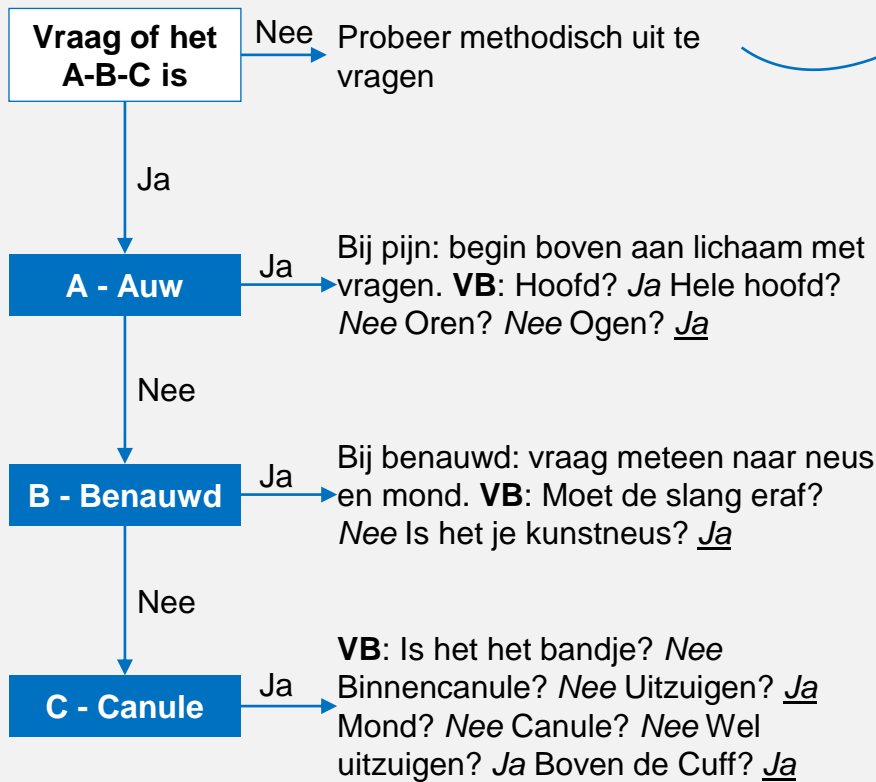 Vraag of het
A-B-C is
Nee
Probeer methodisch uit te
vragen
Ja
A - Auw
Ja
Bij pijn: begin boven aan lichaam met
vragen. VB: Hoofd? Ja Hele hoofd?
Nee Oren? Nee Ogen? Ja
Nee
B - Benauwd
Ja
Bij benauwd: vraag meteen naar neus
en mond. VB: Moet de slang eraf?
Nee Is het je kunstneus? Ja
Nee
C - Canule
Ja
VB: Is het het bandje? Nee
Binnencanule? Nee Uitzuigen? Ja
Mond? Nee Canule? Nee Wel
uitzuigen? Ja Boven de Cuff? Ja